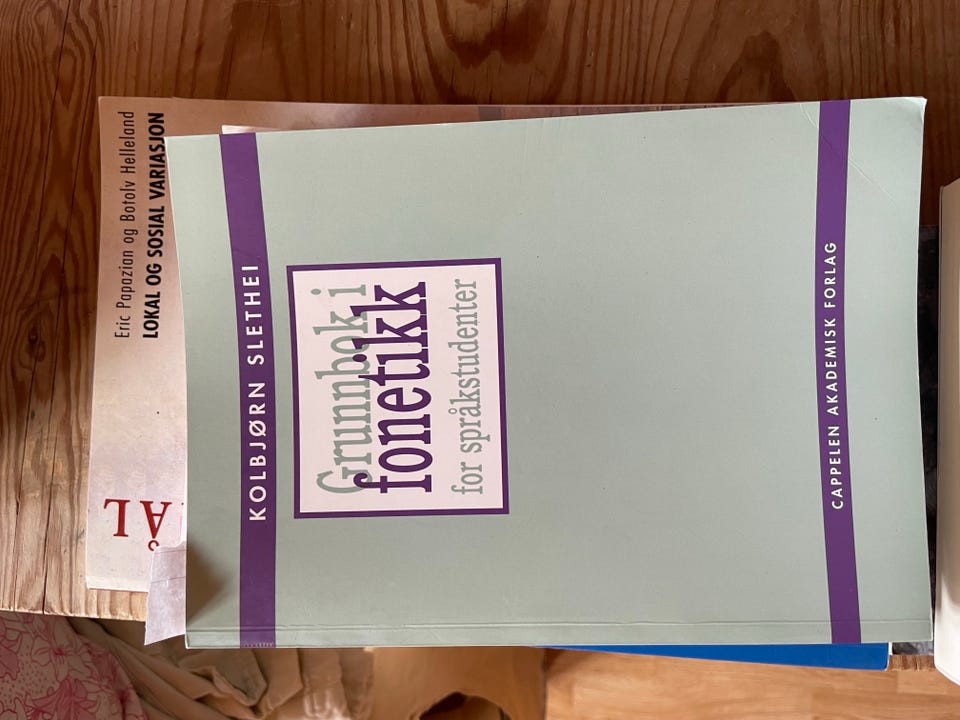 Eric Papazian og Botolv Helleland
LOKAL OG SOSIAL VARIASJON
KOLBJØRN SLETHEI
Grunnbok i
fonetikk
for språkstudenter
CAPPELEN AKADEMISK FORLAG